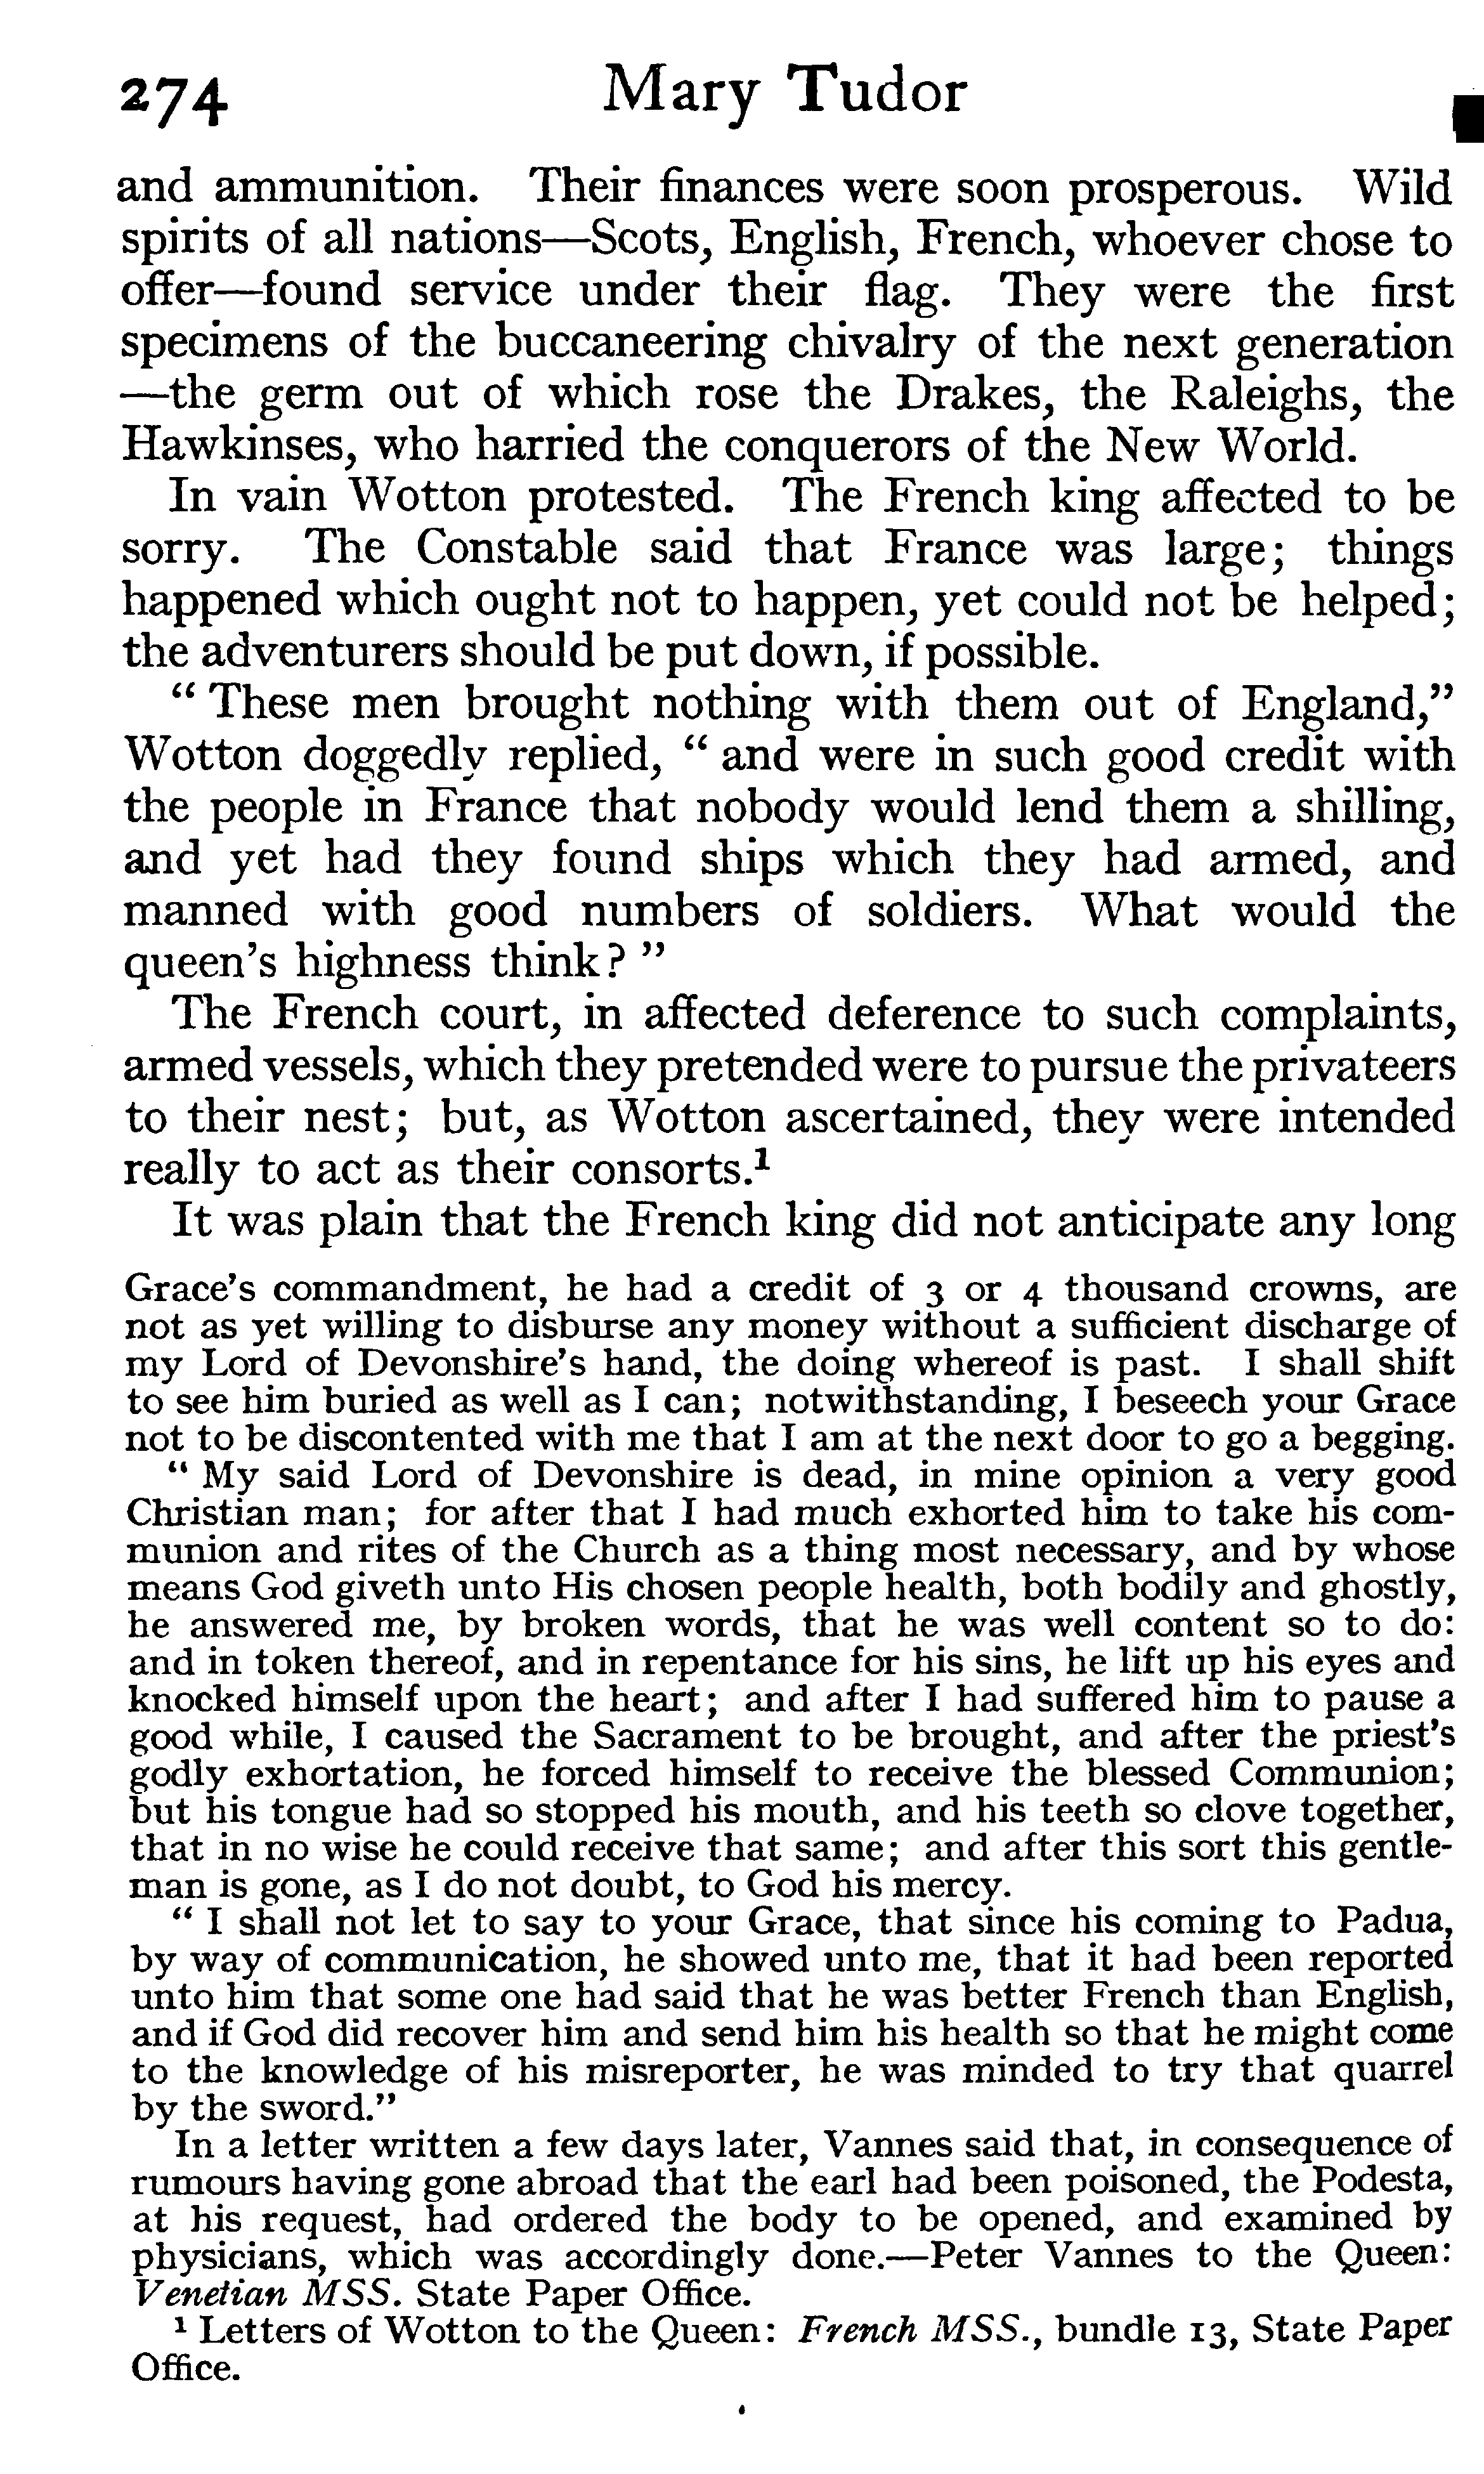 274 Mary Tudor
and ammunition. Their finances were soon prosperous. Wild
spirits of all nations—Scots, English, French, whoever chose to
offer—found service under their flag. They were the first
specimens of the buccaneering chivalry of the next generation
—the germ out of which rose the Drakes, the Raleighs, the
Hawkinses, who harried the conquerors of the New World.
In vain Wotton protested. The French king affected to be
sorry. The Constable said that France was large; things
happened which ought not to happen, yet could not be helped;
the adventurers should be put down, if possible.
“ These men brought nothing with them out of England,”
Wotton doggedly replied, “ and were in such good credit with
the people in France that nobody would lend them a shilling,
and yet had they found ships which they had armed, and
manned with good numbers of soldiers. What would the
queen's highness think? ”
The French court, in affected deference to such complaints,
armed vessels, which they pretended were to pursue the privateers
to their nest; but, as Wotton ascertained, they were intended
really to act as their consorts.¹
It was plain that the French king did not anticipate any long
Grace's commandment, he had a credit of 3 or 4 thousand crowns, are
not as yet willing to disburse any money without a sufficient discharge of
my Lord of Devonshire's hand, the doing whereof is past. I shall shift
to see him buried as well as I can; notwithstanding, I beseech your Grace
not to be discontented with me that I am at the next door to go a begging.
“ My said Lord of Devonshire is dead, in mine opinion a very good
Christian man; for after that I had much exhorted him to take his com-
munion and rites of the Church as a thing most necessary, and by whose
means God giveth unto His chosen people health, both bodily and ghostly,
he answered me, by broken words, that he was well content so to do:
and in token thereof, and in repentance for his sins, he lift up his eyes and
knocked himself upon the heart; and after I had suffered him to pause a
good while, I caused the Sacrament to be brought, and after the priest's
godly exhortation, he forced himself to receive the blessed Communion;
but his tongue had so stopped his mouth, and his teeth so clove together,
that in no wise he could receive that same; and after this sort this gentle-
man is gone, as I do not doubt, to God his mercy.
“ I shall not let to say to your Grace, that since his coming to Padua,
by way of communication, he showed unto me, that it had been reported
unto him that some one had said that he was better French than English,
and if God did recover him and send him his health so that he might come
to the knowledge of his misreporter, he was minded to try that quarrel
by the sword.”
In a letter written a few days later, Vannes said that, in consequence of
rumours having gone abroad that the earl had been poisoned, the Podesta,
at his request, had ordered the body to be opened, and examined by
physicians, which was accordingly done.—Peter Vannes to the Queen:
Venetian MSS. State Paper Office.
¹ Letters of Wotton to the Queen: French MSS., bundle 13, State Paper
Office.